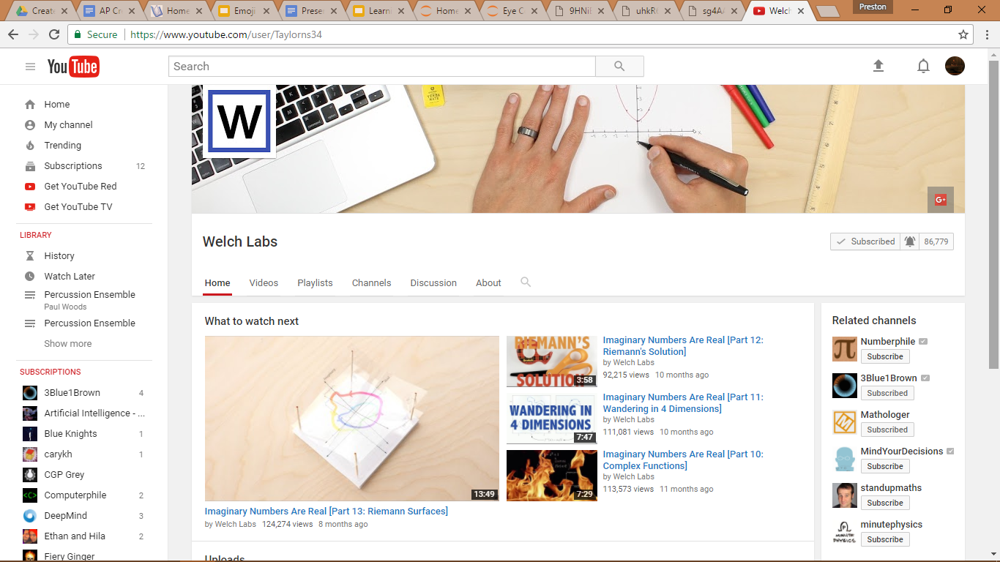 Create
AP Cr
Home
Emoji
Prese
Learn
Home
Eye C
9HNil
uhkR
sg4A
Welch
Preston
Secure
https://www.youtube.com/user/Taylorns34
YouTube
Search
Home
My channel
Trending
Subscriptions 12
Get YouTube Red
Get YouTube TV
LIBRARY
History
Watch Later
Percussion Ensemble
Paul Woods
Percussion Ensemble
Show more
SUBSCRIPTIONS
3Blue1Brown 4
Artificial Intelligence - ...
Blue Knights 1
carykh 1
CGP Grey
Computerphile 2
DeepMind 3
Ethan and Hila 2
Fiery Ginger
W
YERBA
MATE
G+
Welch Labs
Subscribed 86,779
Home Videos Playlists Channels Discussion About
What to watch next
13:49
Imaginary Numbers Are Real [Part 13: Riemann Surfaces]
by Welch Labs 124,274 views 8 months ago
RIEMANN'S
SOLUTION
3:58
Imaginary Numbers Are Real [Part 12:
Riemann's Solution]
by Welch Labs
92,215 views 10 months ago
WANDERING IN
4 DIMENSIONS
7:47
Imaginary Numbers Are Real [Part 11:
Wandering in 4 Dimensions]
by Welch Labs
111,081 views 10 months ago
7:29
Imaginary Numbers Are Real [Part 10:
Complex Functions]
by Welch Labs
113,573 views 11 months ago
Uploads
Related channels
Numberphile
Subscribe
3Blue1Brown
Subscribed
Mathologer
Subscribed
MindYourDecisions
Subscribe
standupmaths
Subscribe
minutephysics
Subscribe
MINUTE
PHYSICS